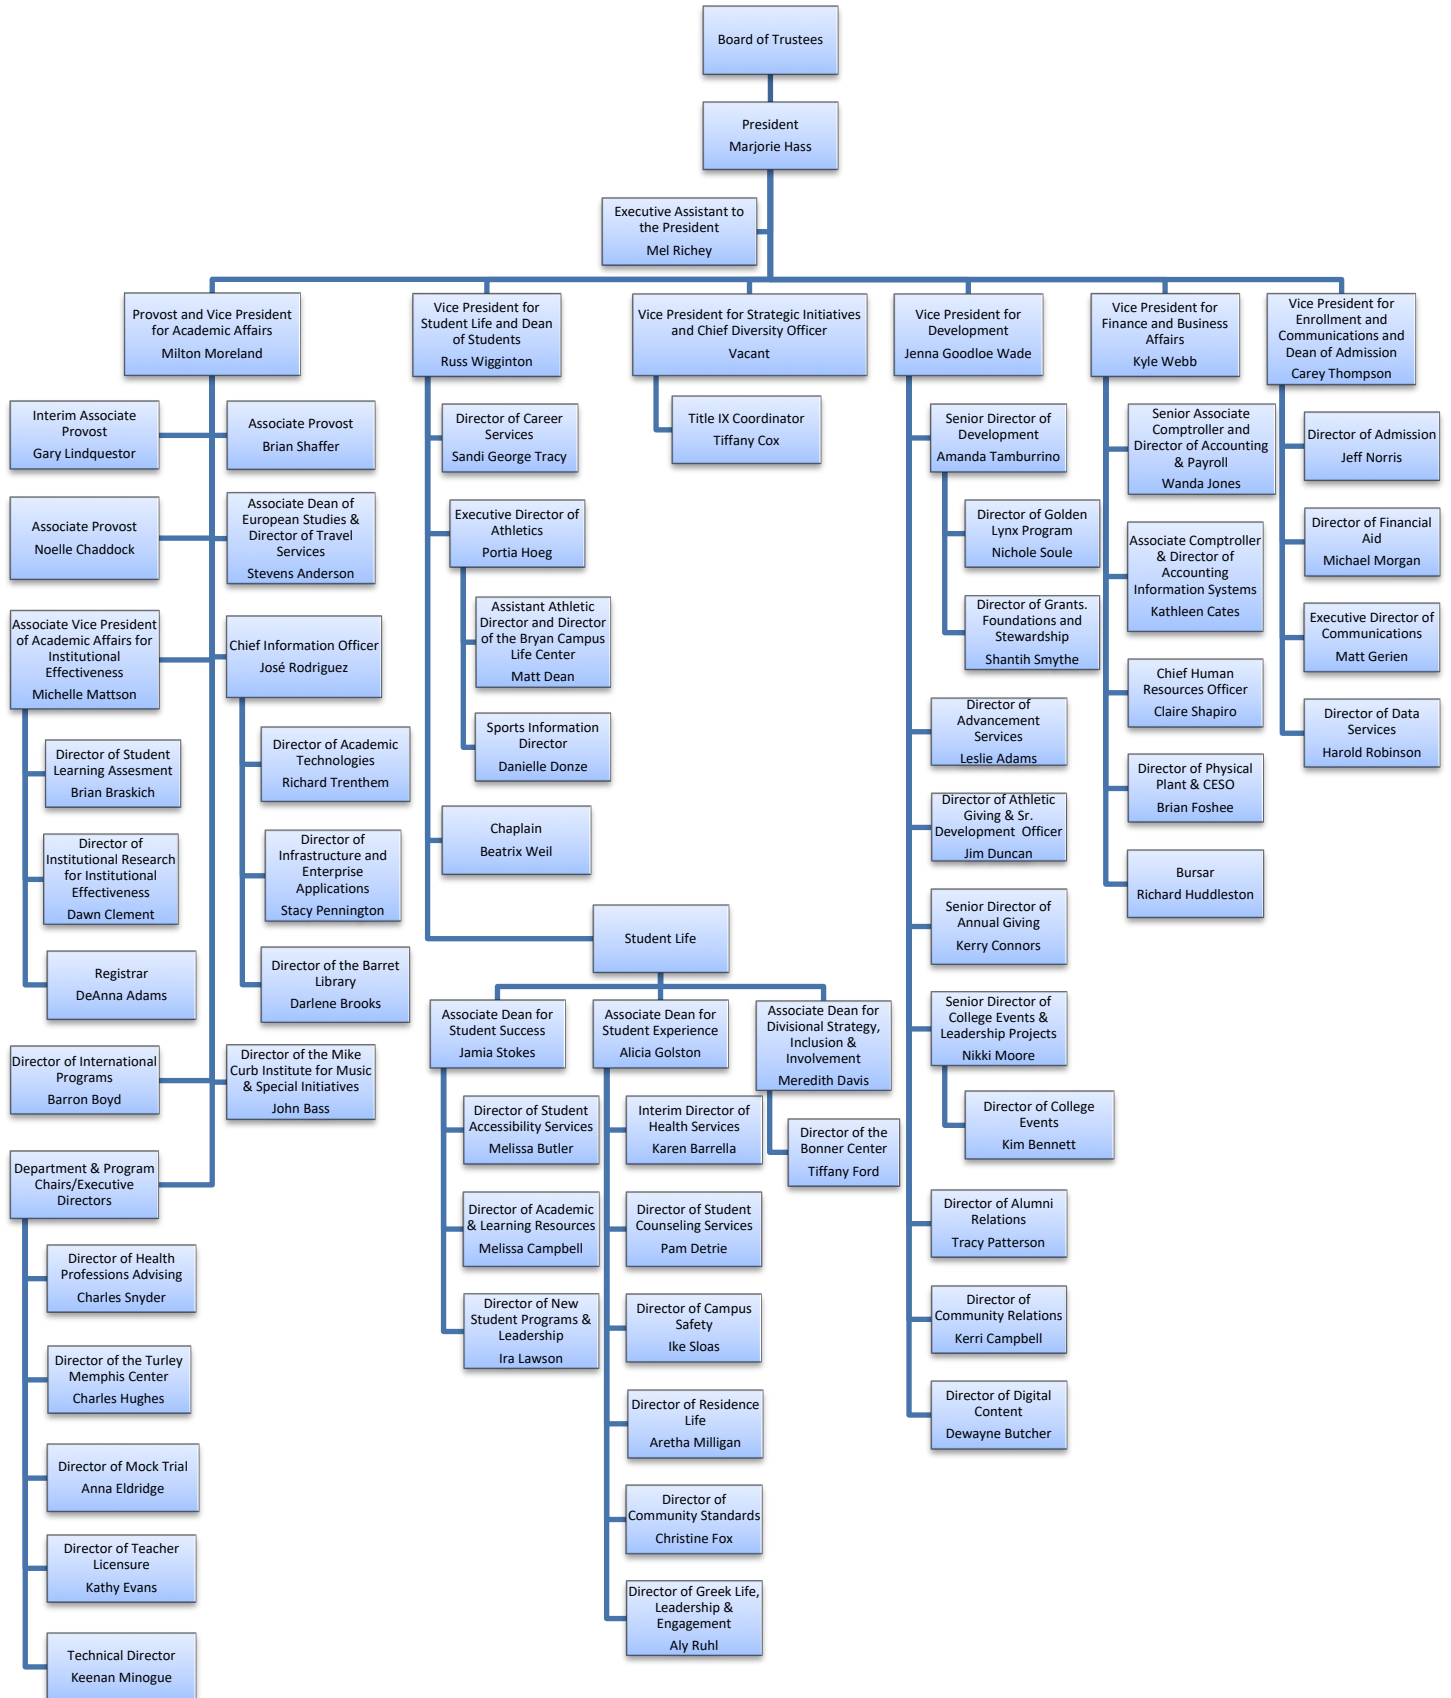 Board of Trustees
President
Marjorie Hass
Executive Assistant to
the President
Mel Richey
Provost and Vice President
for Academic Affairs
Milton Moreland
Interim Associate
Provost
Gary Lindquestor
Associate Provost
Brian Shaffer
Associate Provost
Noelle Chaddock
Associate Dean of
European Studies &
Director of Travel
Services
Stevens Anderson
Associate Vice President
of Academic Affairs for
Institutional
Effectiveness
Michelle Mattson
Director of Student
Learning Assesment
Brian Braskich
Director of
Institutional Research
for Institutional
Effectiveness
Dawn Clement
Registrar
DeAnna Adams
Chief Information Officer
José Rodriguez
Director of Academic
Technologies
Richard Trenthem
Director of
Infrastructure and
Enterprise
Applications
Stacy Pennington
Director of the Barret
Library
Darlene Brooks
Director of International
Programs
Barron Boyd
Director of the Mike
Curb Institute for Music
& Special Initiatives
John Bass
Department & Program
Chairs/Executive
Directors
Director of Health
Professions Advising
Charles Snyder
Director of the Turley
Memphis Center
Charles Hughes
Director of Mock Trial
Anna Eldridge
Director of Teacher
Licensure
Kathy Evans
Technical Director
Keenan Minogue
Vice President for
Student Life and Dean
of Students
Russ Wigginton
Director of Career
Services
Sandi George Tracy
Executive Director of
Athletics
Portia Hoeg
Assistant Athletic
Director and Director
of the Bryan Campus
Life Center
Matt Dean
Sports Information
Director
Danielle Donze
Chaplain
Beatrix Weil
Student Life
Associate Dean for
Student Success
Jamia Stokes
Director of Student
Accessibility Services
Melissa Butler
Director of Academic
& Learning Resources
Melissa Campbell
Director of New
Student Programs &
Leadership
Ira Lawson
Associate Dean for
Student Experience
Alicia Golston
Interim Director of
Health Services
Karen Barrella
Director of Student
Counseling Services
Pam Detrie
Director of Campus
Safety
Ike Sloas
Director of Residence
Life
Aretha Milligan
Director of
Community Standards
Christine Fox
Director of Greek Life,
Leadership &
Engagement
Aly Ruhl
Associate Dean for
Divisional Strategy,
Inclusion &
Involvement
Meredith Davis
Director of the
Bonner Center
Tiffany Ford
Vice President for Strategic Initiatives
and Chief Diversity Officer
Vacant
Title IX Coordinator
Tiffany Cox
Vice President for
Development
Jenna Goodloe Wade
Senior Director of
Development
Amanda Tamburrino
Director of Golden
Lynx Program
Nichole Soule
Director of Grants.
Foundations and
Stewardship
Shantih Smythe
Director of
Advancement
Services
Leslie Adams
Director of Athletic
Giving & Sr.
Development Officer
Jim Duncan
Senior Director of
Annual Giving
Kerry Connors
Senior Director of
College Events &
Leadership Projects
Nikki Moore
Director of College
Events
Kim Bennett
Director of Alumni
Relations
Tracy Patterson
Director of
Community Relations
Kerri Campbell
Director of Digital
Content
Dewayne Butcher
Vice President for
Finance and Business
Affairs
Kyle Webb
Senior Associate
Comptroller and
Director of Accounting
& Payroll
Wanda Jones
Associate Comptroller
& Director of
Accounting
Information Systems
Kathleen Cates
Chief Human
Resources Officer
Claire Shapiro
Director of Physical
Plant & CESO
Brian Foshee
Bursar
Richard Huddleston
Vice President for
Enrollment and
Communications and
Dean of Admission
Carey Thompson
Director of Admission
Jeff Norris
Director of Financial
Aid
Michael Morgan
Executive Director of
Communications
Matt Gerien
Director of Data
Services
Harold Robinson